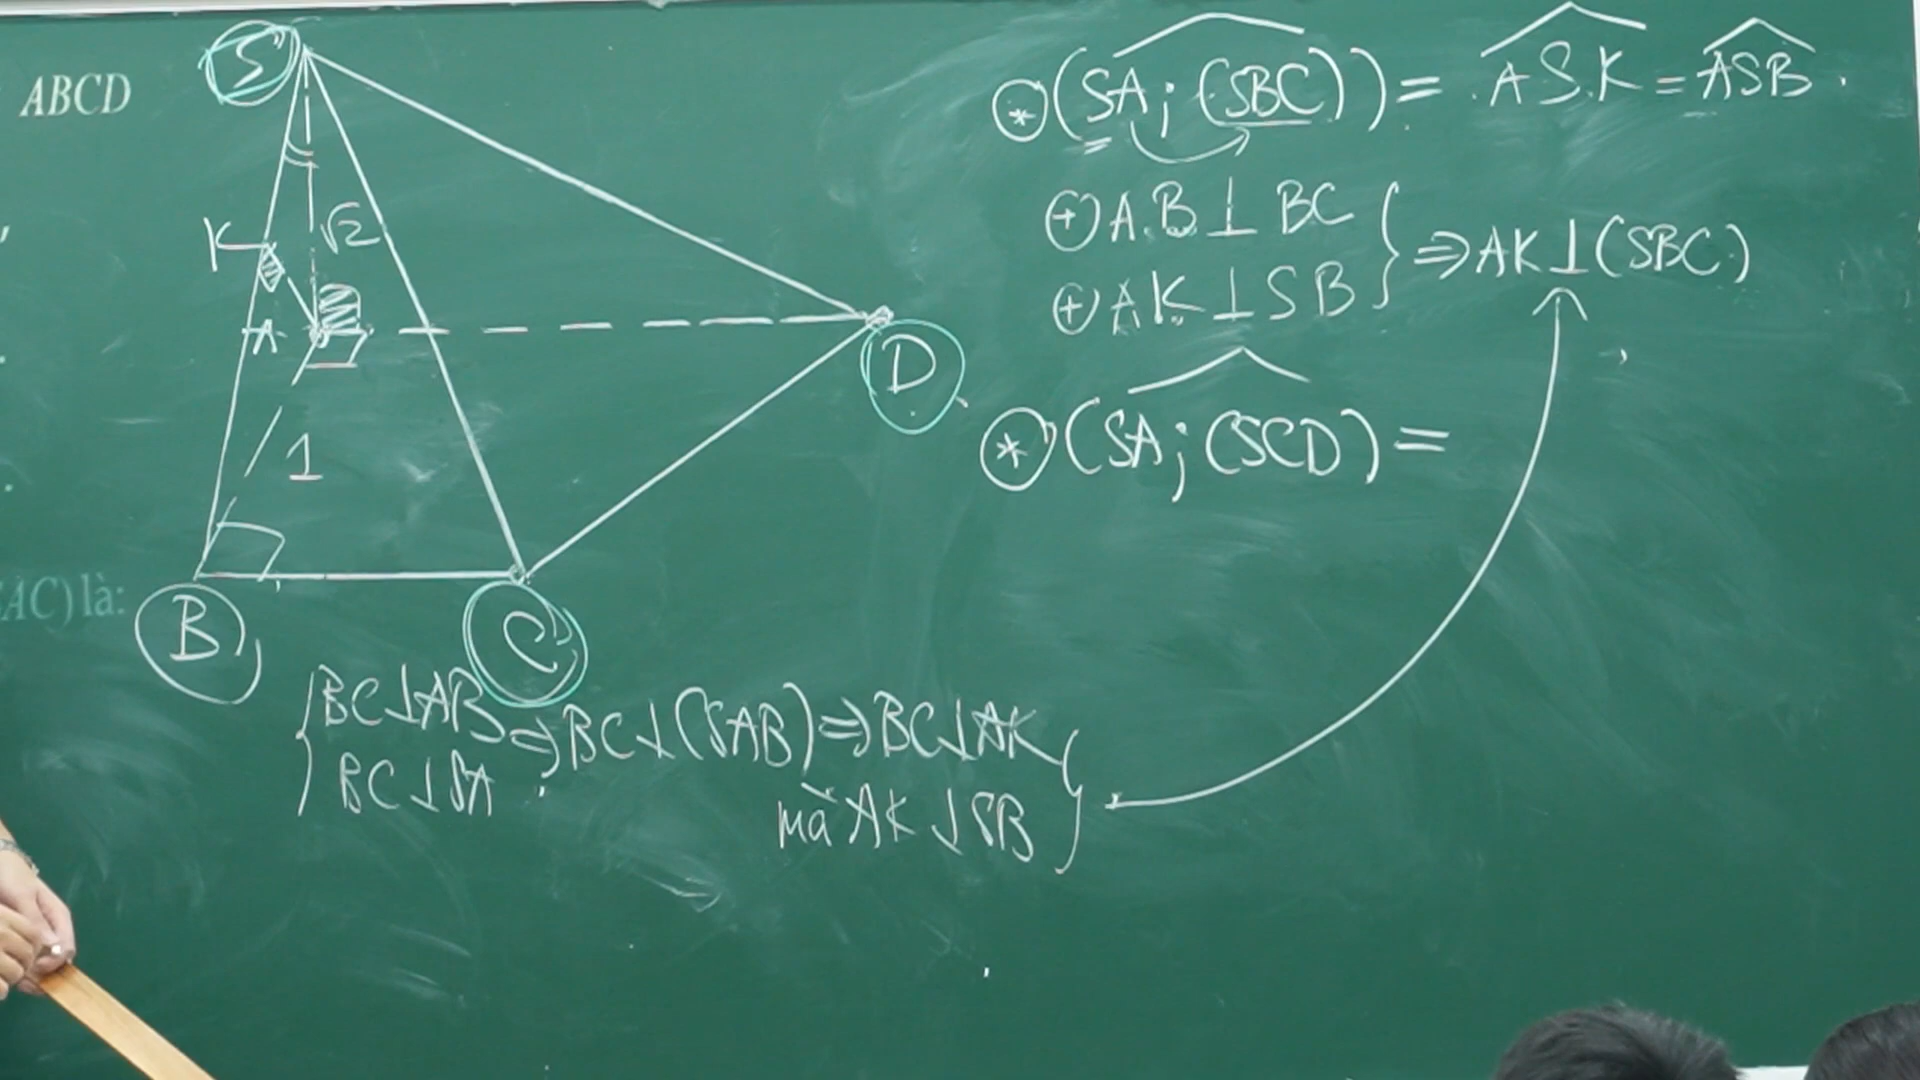 ABCD
S
K
√2
A
D
1
B
C
AC) là:
⊛ (SA; (SBC)) = ASK = ASB.
⊕ AB ⊥ BC
⊕ AK ⊥ SB } ⇒ AK ⊥ (SBC)
⊛ (SA; (SCD) =
{ BC ⊥ AB
BC ⊥ SA ⇒ BC ⊥ (SAB) ⇒ BC ⊥ AK
mà AK ⊥ SB }